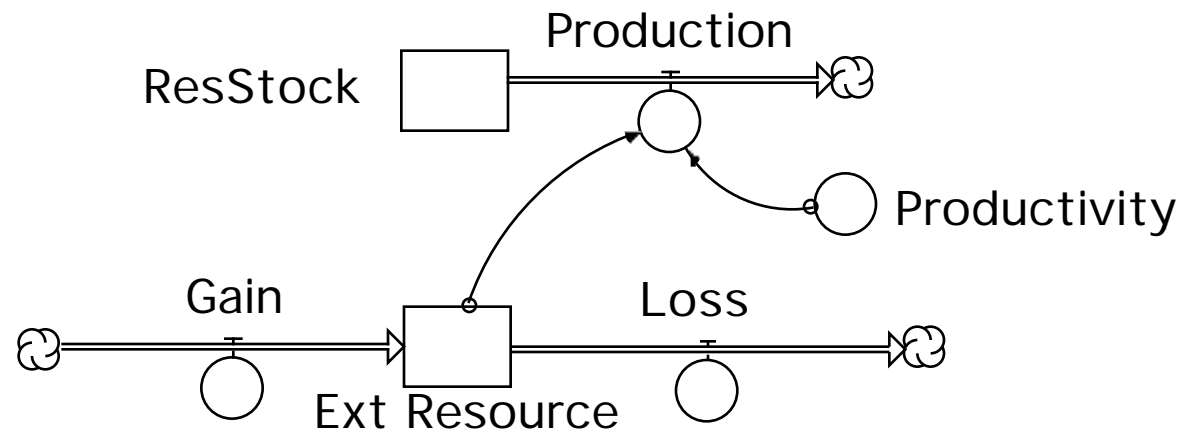 Production
ResStock
Productivity
Gain
Loss
Ext Resource